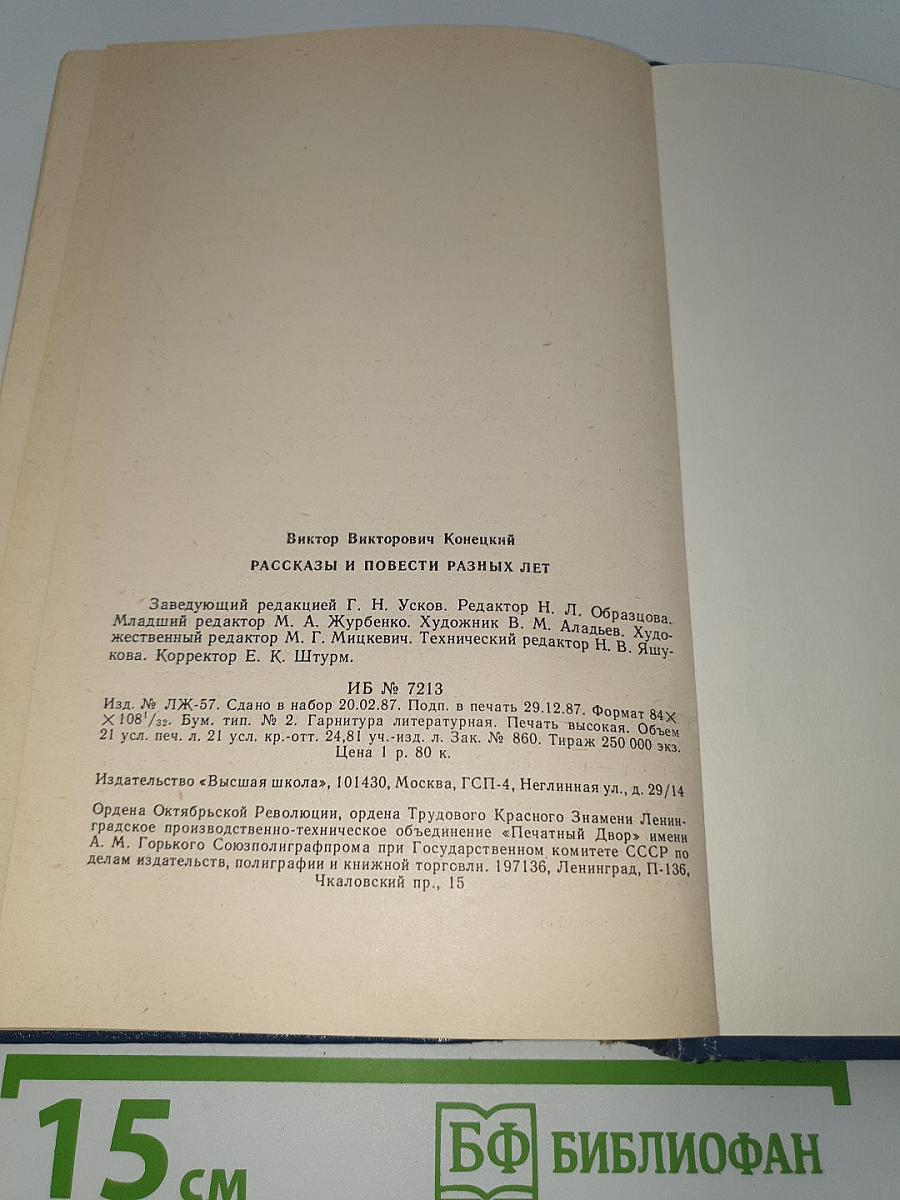 Виктор Викторович Конецкий
РАССКАЗЫ И ПОВЕСТИ РАЗНЫХ ЛЕТ
Заведующий редакцией Г. Н. Усков. Редактор Н. Л. Образцова.
Младший редактор М. А. Журбенко. Художник В. М. Аладьев. Худо-
жественный редактор М. Г. Мицкевич. Технический редактор Н. В. Яшу-
кова. Корректор Е. К. Штурм.
ИБ № 7213
Изд. № ЛЖ-57. Сдано в набор 20.02.87. Подп. в печать 29.12.87. Формат 84×
×108¹/₃₂. Бум. тип. № 2. Гарнитура литературная. Печать высокая. Объем
21 усл. печ. л. 21 усл. кр.-отт. 24,81 уч.-изд. л. Зак. № 860. Тираж 250 000 экз.
Цена 1 р. 80 к.
Издательство «Высшая школа», 101430, Москва, ГСП-4, Неглинная ул., д. 29/14
Ордена Октябрьской Революции, ордена Трудового Красного Знамени Ленин-
градское производственно-техническое объединение «Печатный Двор» имени
А. М. Горького Союзполиграфпрома при Государственном комитете СССР по
делам издательств, полиграфии и книжной торговли. 197136, Ленинград, П-136,
Чкаловский пр., 15
15 см
БФ БИБЛИОФАН